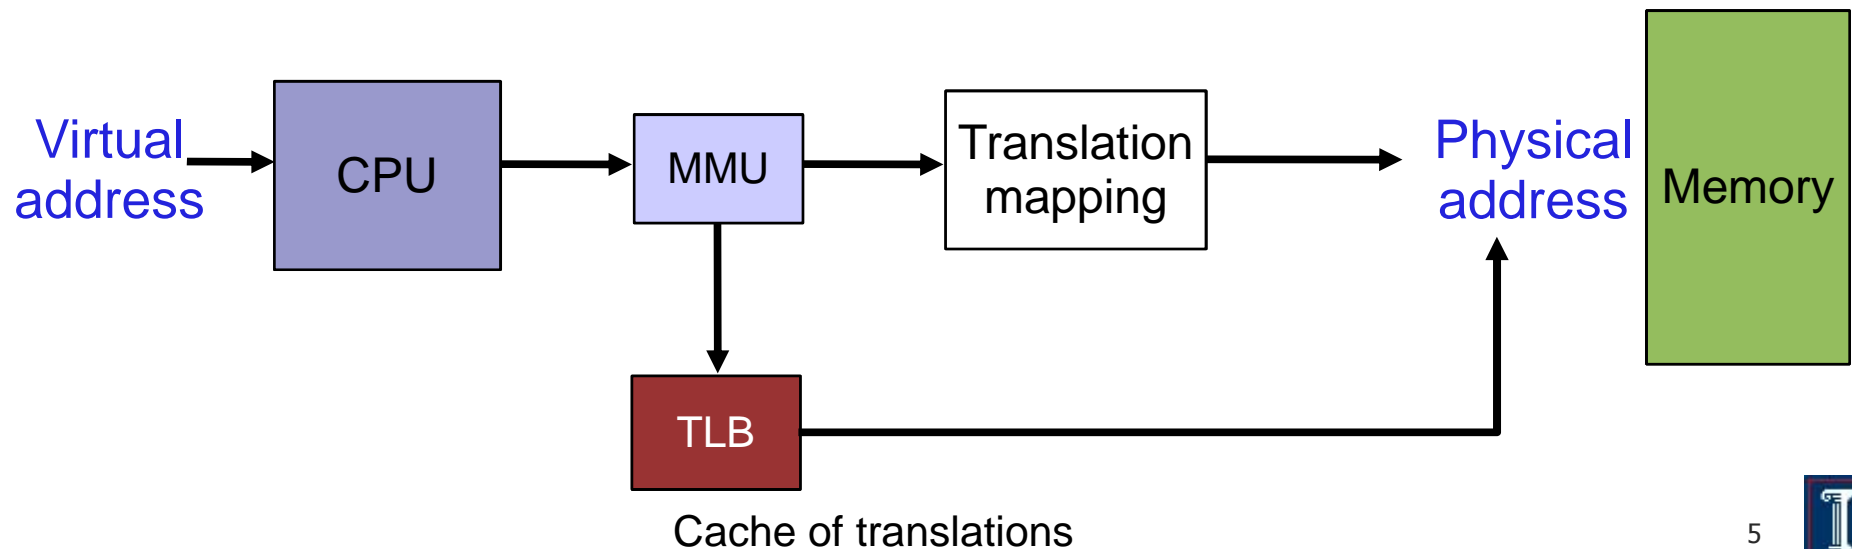 Virtual
address
CPU
MMU
Translation
mapping
Physical
address
Memory
TLB
Cache of translations
5